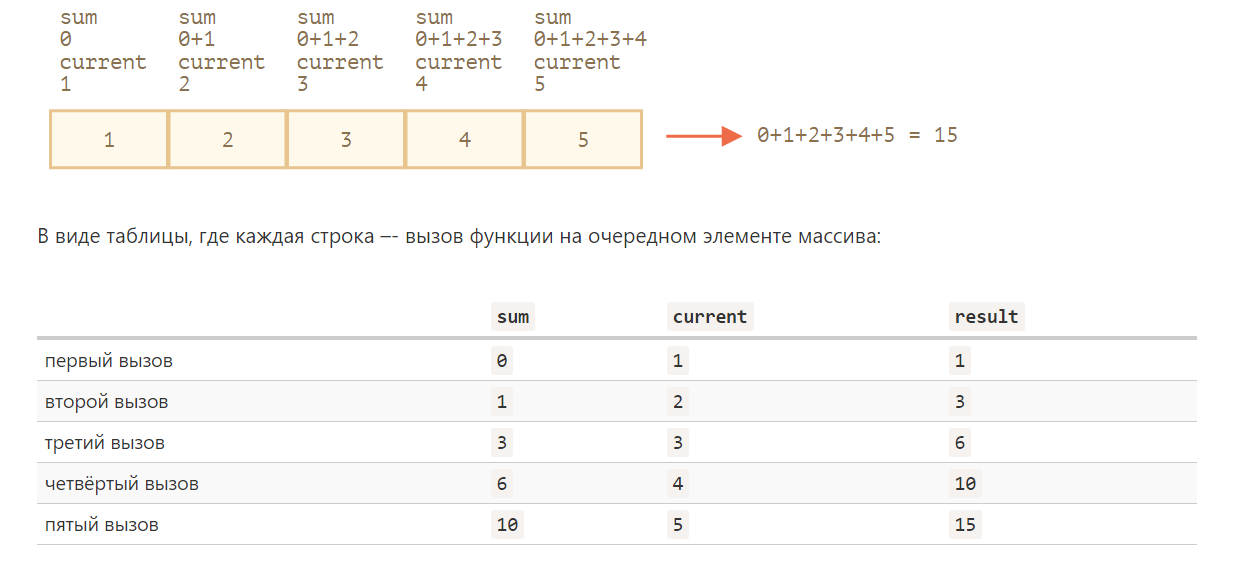 sum sum sum sum sum
0 0+1 0+1+2 0+1+2+3 0+1+2+3+4
current current current current current
1 2 3 4 5
1 2 3 4 5 0+1+2+3+4+5 = 15
В виде таблицы, где каждая строка –- вызов функции на очередном элементе массива:
sum current result
первый вызов 0 1 1
второй вызов 1 2 3
третий вызов 3 3 6
четвёртый вызов 6 4 10
пятый вызов 10 5 15